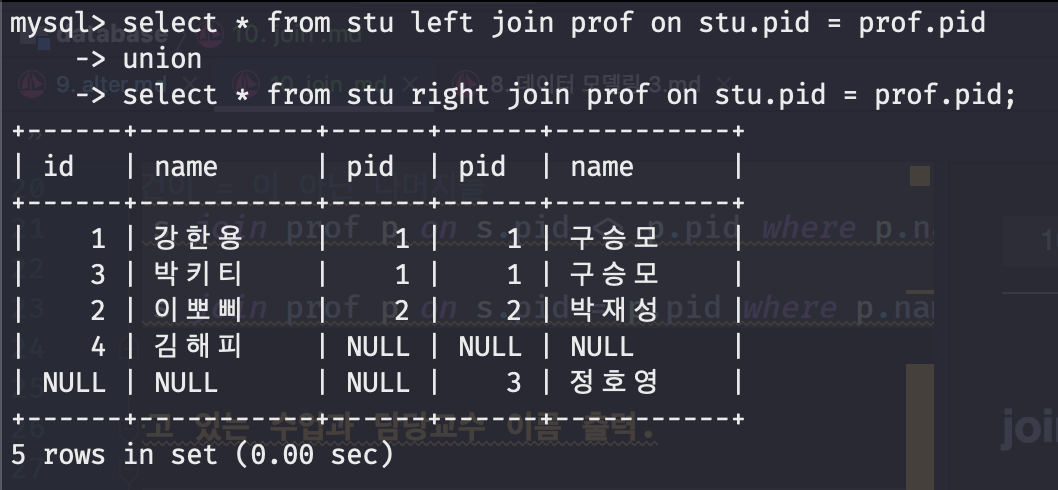 mysql> select * from stu left join prof on stu.pid = prof.pid
    -> union
    -> select * from stu right join prof on stu.pid = prof.pid;
+------+-----------+------+------+-----------+
| id   | name      | pid  | pid  | name      |
+------+-----------+------+------+-----------+
|    1 | 강한용    |    1 |    1 | 구승모    |
|    3 | 박키티    |    1 |    1 | 구승모    |
|    2 | 이뽀삐    |    2 |    2 | 박재성    |
|    4 | 김해피    | NULL | NULL | NULL      |
| NULL | NULL      | NULL |    3 | 정호영    |
+------+-----------+------+------+-----------+
5 rows in set (0.00 sec)